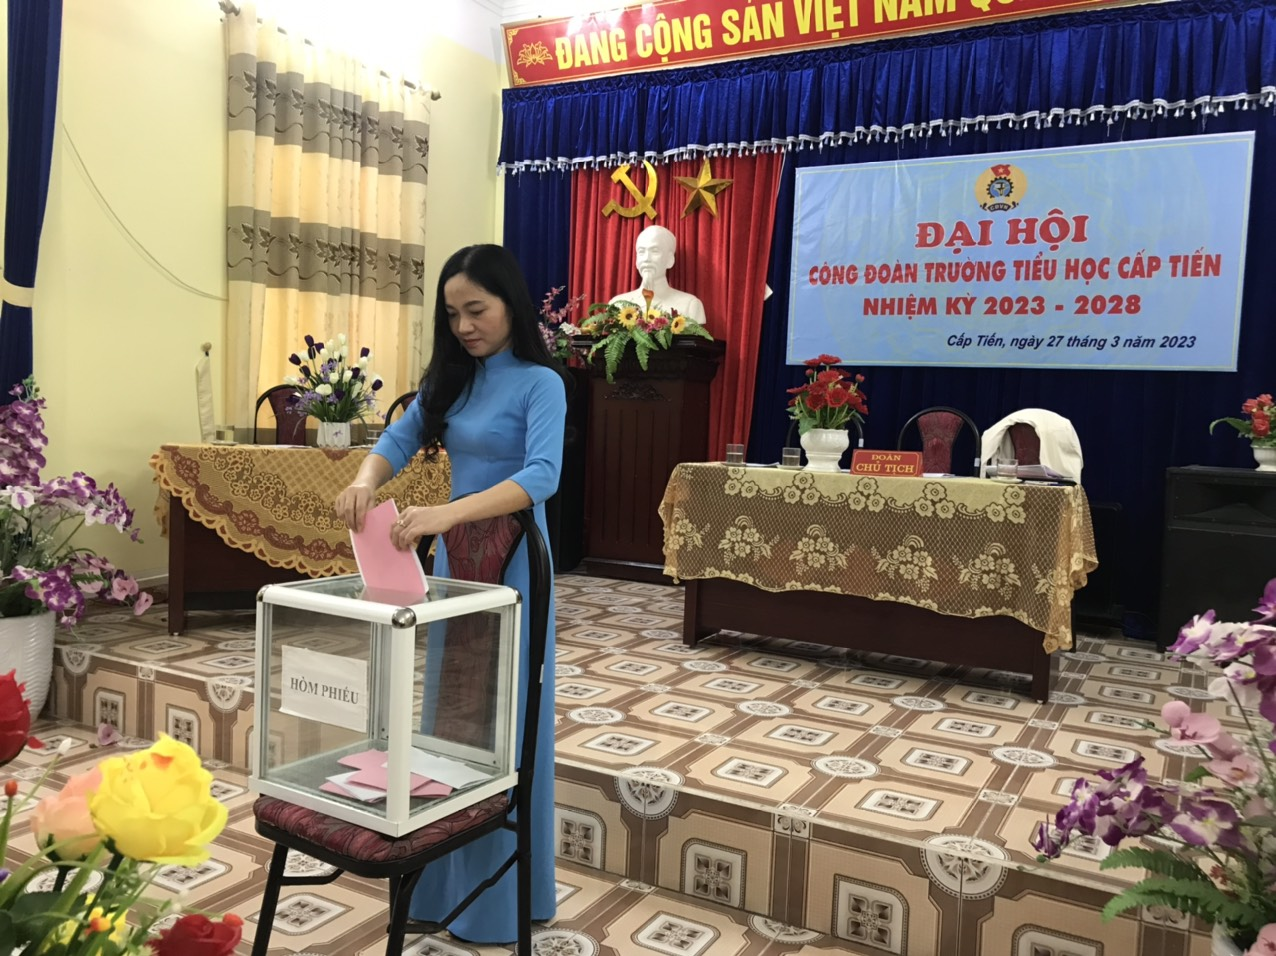 ĐẢNG CỘNG SẢN VIỆT NAM QU
ĐẠI HỘI
CÔNG ĐOÀN TRƯỜNG TIỂU HỌC CẤP TIẾN
NHIỆM KỲ 2023 - 2028
Cấp Tiến, ngày 27 tháng 3 năm 2023
ĐOÀN
CHỦ TỊCH
HÒM PHIẾU